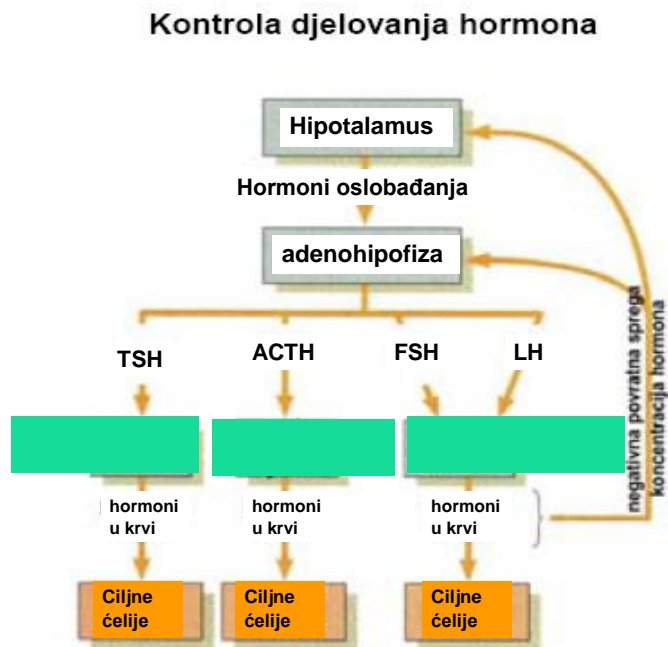 Kontrola djelovanja hormona
Hipotalamus
Hormoni oslobađanja
adenohipofiza
TSH
ACTH
FSH
LH
hormoni
u krvi
hormoni
u krvi
hormoni
u krvi
Ciljne
ćelije
Ciljne
ćelije
Ciljne
ćelije
negativna povratna sprega
koncentracija hormona